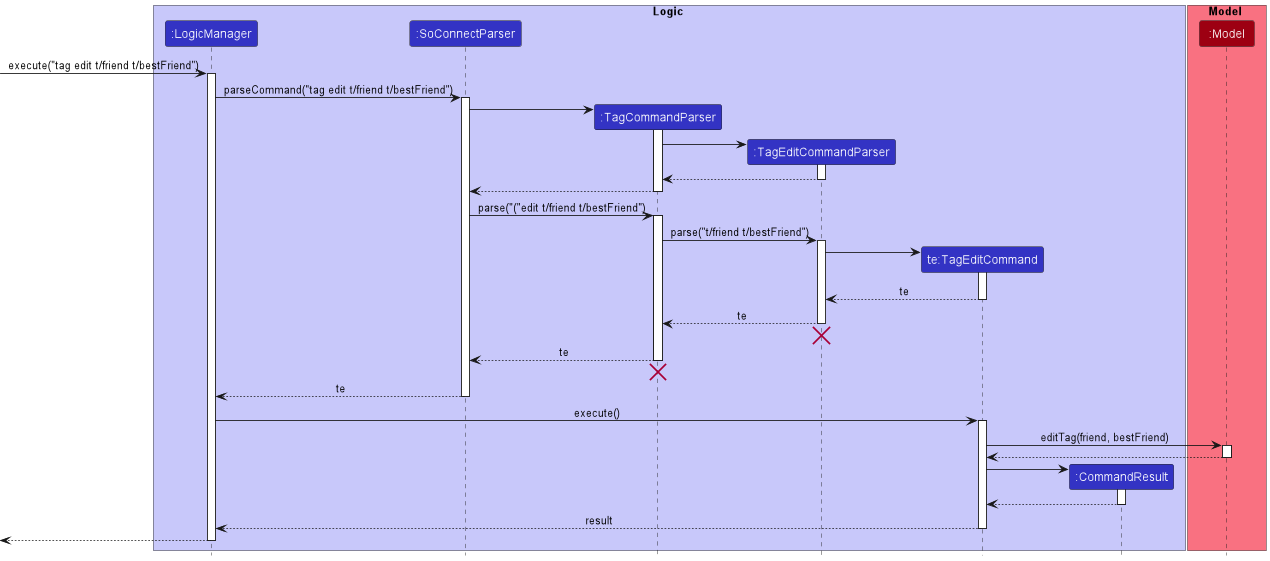 Logic
Model
:LogicManager
:SoConnectParser
:Model
execute("tag edit t/friend t/bestFriend")
parseCommand("tag edit t/friend t/bestFriend")
:TagCommandParser
:TagEditCommandParser
parse("("edit t/friend t/bestFriend")
parse("t/friend t/bestFriend")
te:TagEditCommand
te
te
te
te
execute()
editTag(friend, bestFriend)
:CommandResult
result